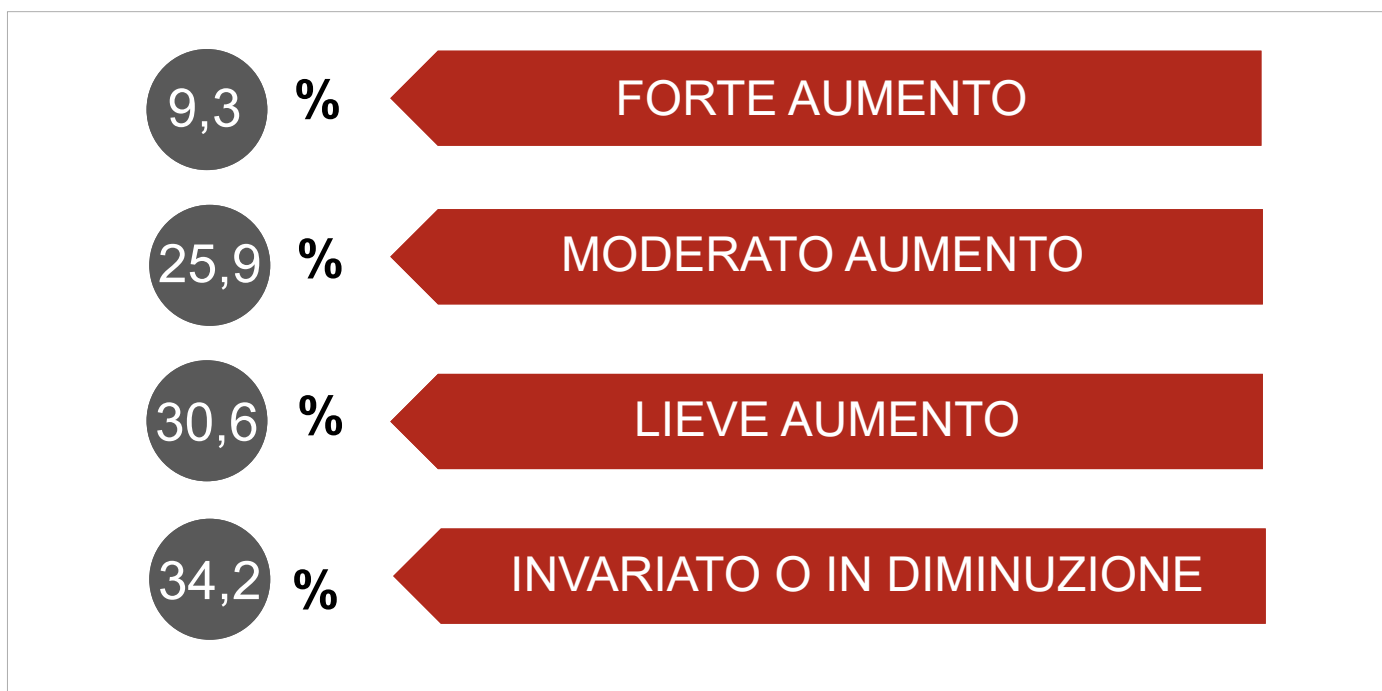 9,3 % FORTE AUMENTO
25,9 % MODERATO AUMENTO
30,6 % LIEVE AUMENTO
34,2 % INVARIATO O IN DIMINUZIONE